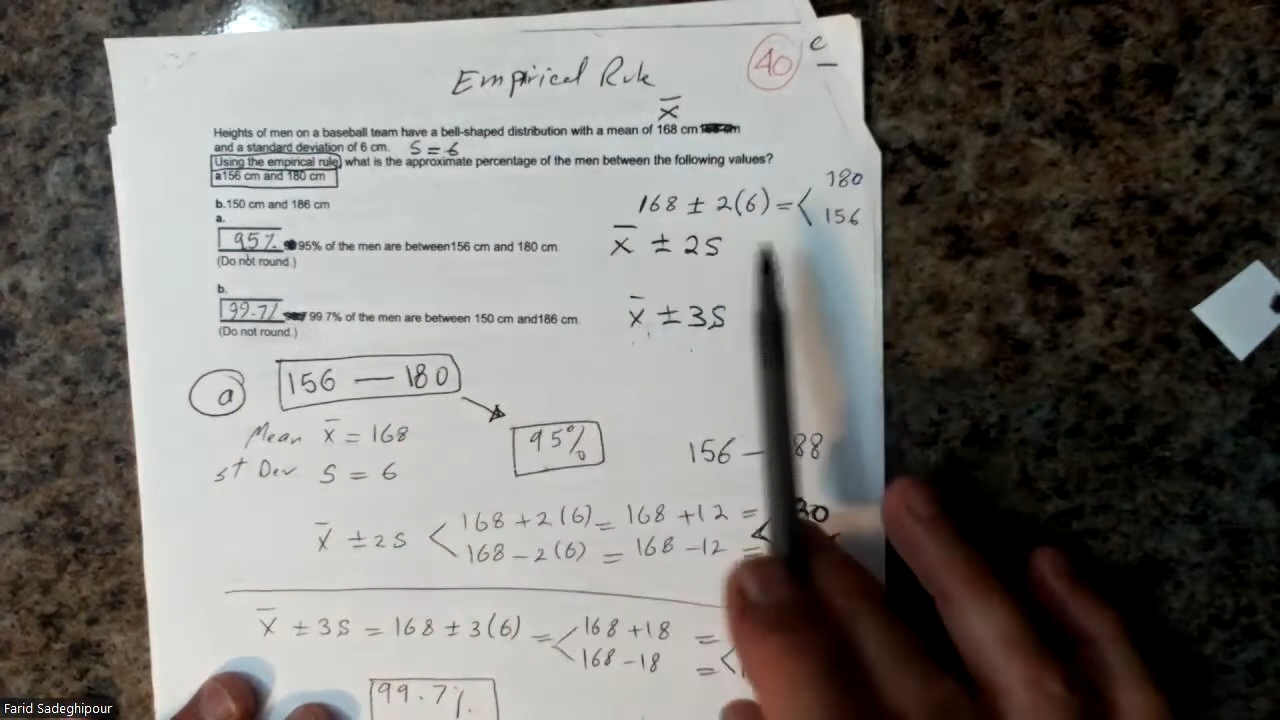 Empirical Rule
40
c
x̄
Heights of men on a baseball team have a bell-shaped distribution with a mean of 168 cm
and a standard deviation of 6 cm. S = 6
Using the empirical rule, what is the approximate percentage of the men between the following values?
a156 cm and 180 cm
b.150 cm and 186 cm
168 ± 2(6) = < 180
156
a.
95% 95% of the men are between156 cm and 180 cm
x̄ ± 2S
(Do not round.)
b.
99.7% 99 7% of the men are between 150 cm and186 cm.
x̄ ± 3S
(Do not round.)
a 156 — 180
Mean x̄ = 168
95%
156 — 88
st Dev S = 6
x̄ ± 2S < 168 + 2(6) = 168 + 12 =
168 - 2(6) = 168 - 12 =
x̄ ± 3S = 168 ± 3(6) = < 168 + 18 =
168 - 18 =
99.7%
Farid Sadeghipour